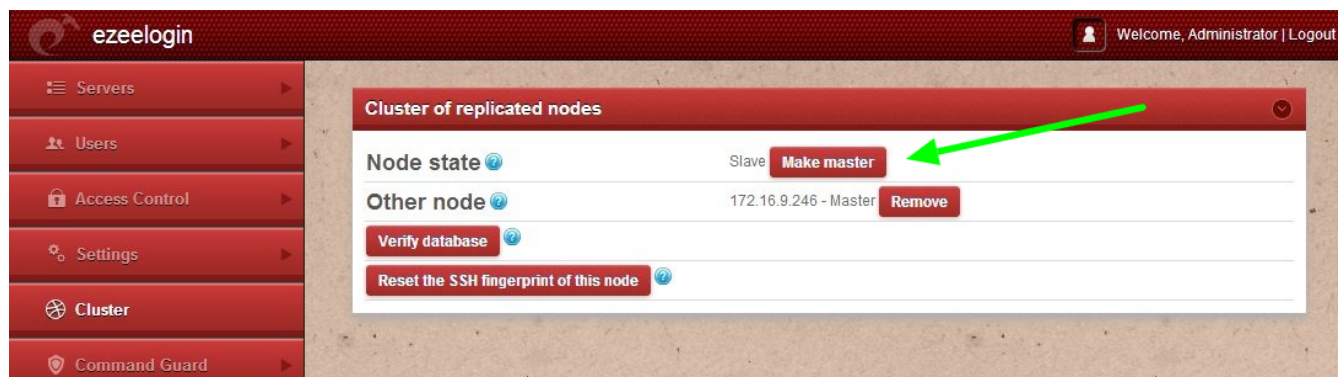 ezeelogin
Welcome, Administrator | Logout
Servers
Users
Access Control
Settings
Cluster
Command Guard
Cluster of replicated nodes
Node state ? Slave Make master
Other node ? 172.16.9.246 - Master Remove
Verify database ?
Reset the SSH fingerprint of this node ?